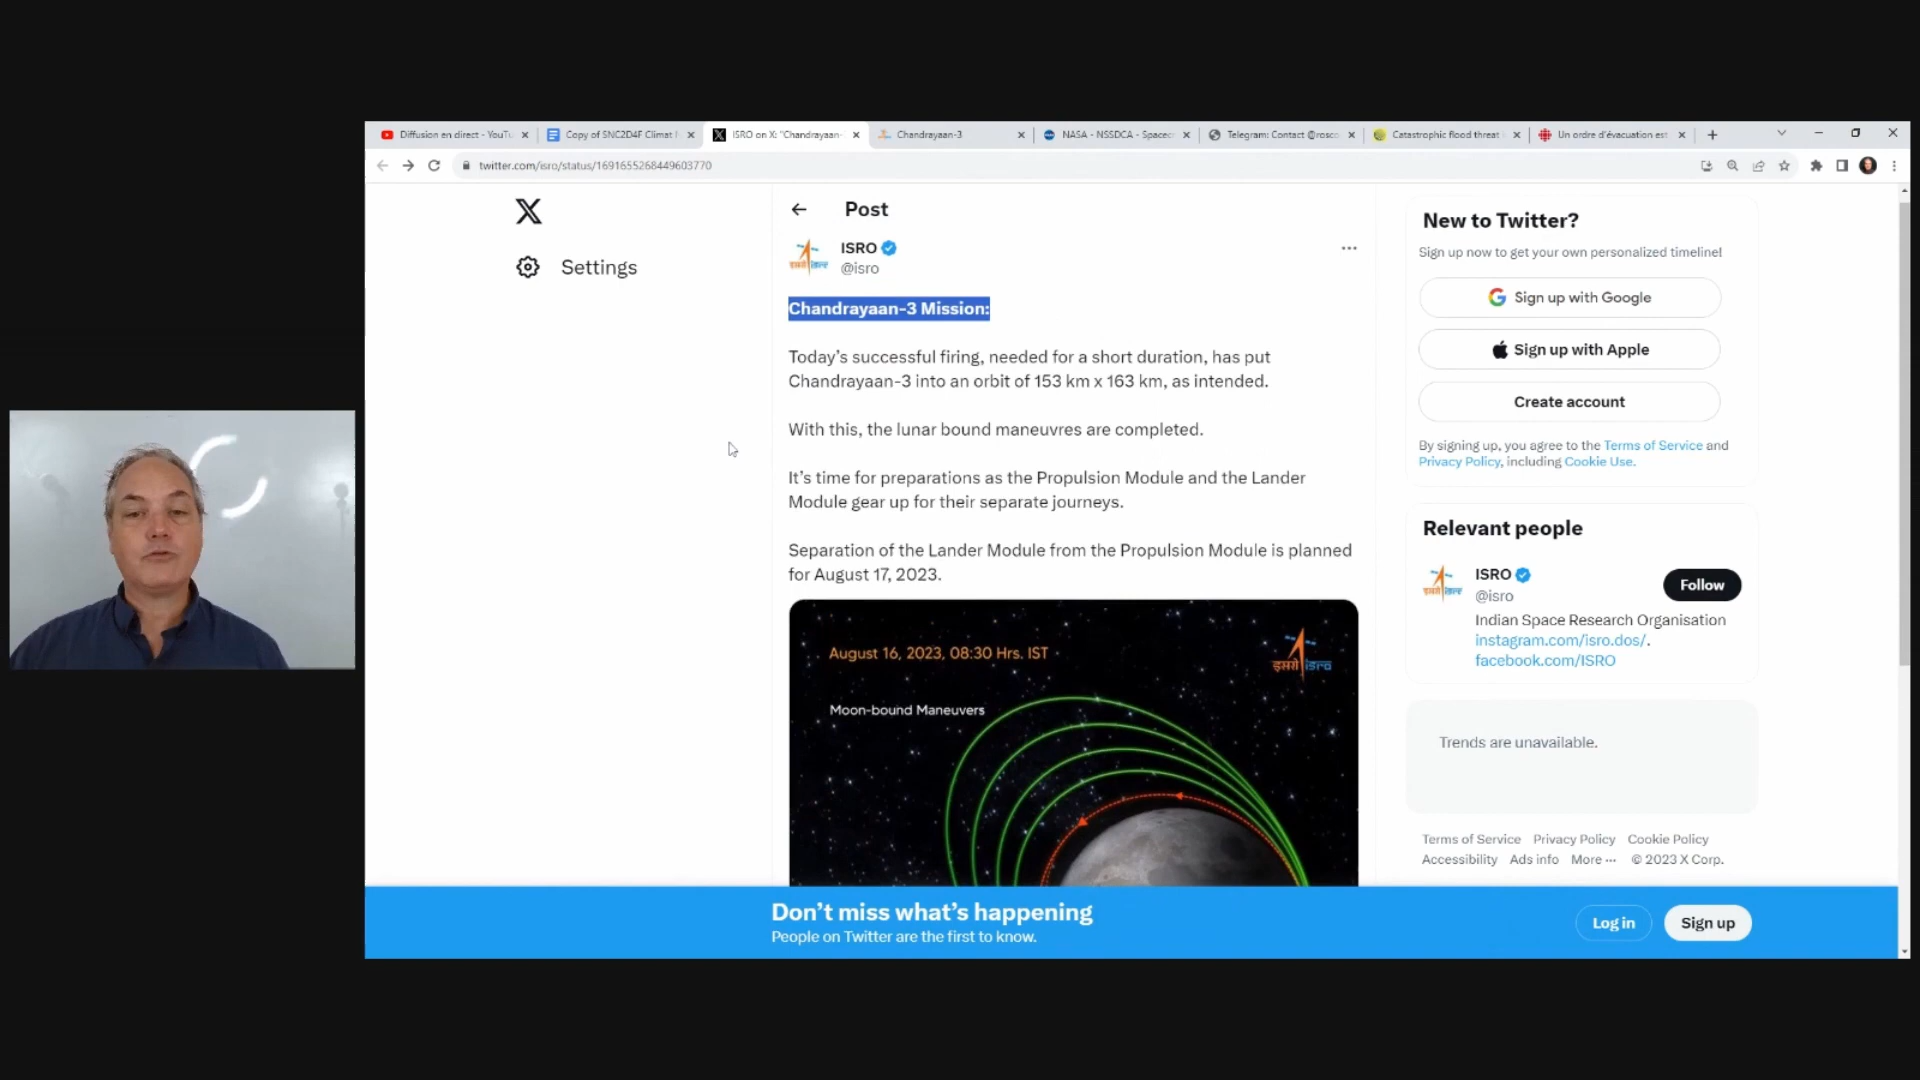 Diffusion en direct - YouTu
Copy of SNC2D4F Climat
ISRO on X: "Chandrayaan-
Chandrayaan-3
NASA - NSSDCA - Spacecr
Telegram: Contact @rosco
Catastrophic flood threat
Un ordre d'évacuation est
twitter.com/isro/status/1691655268449603770
Settings
Post
ISRO
@isro
Chandrayaan-3 Mission:
Today's successful firing, needed for a short duration, has put
Chandrayaan-3 into an orbit of 153 km x 163 km, as intended.
With this, the lunar bound maneuvres are completed.
It's time for preparations as the Propulsion Module and the Lander
Module gear up for their separate journeys.
Separation of the Lander Module from the Propulsion Module is planned
for August 17, 2023.
August 16, 2023, 08:30 Hrs. IST
इसरो isro
Moon-bound Maneuvers
New to Twitter?
Sign up now to get your own personalized timeline!
Sign up with Google
Sign up with Apple
Create account
By signing up, you agree to the Terms of Service and
Privacy Policy, including Cookie Use.
Relevant people
ISRO
@isro
Follow
Indian Space Research Organisation
instagram.com/isro.dos/.
facebook.com/ISRO
Trends are unavailable.
Terms of Service Privacy Policy Cookie Policy
Accessibility Ads info More ··· © 2023 X Corp.
Don't miss what's happening
People on Twitter are the first to know.
Log in
Sign up